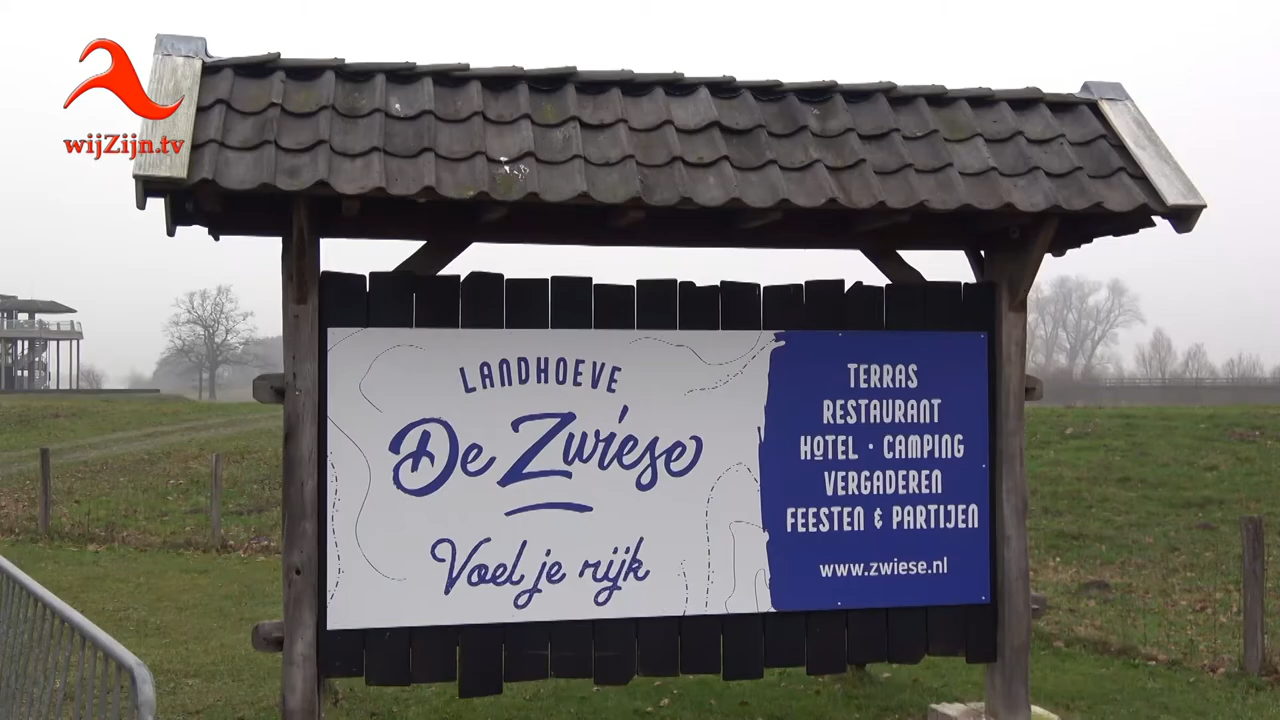 wijZijn.tv
LANDHOEVE
De Zwiese
Voel je rijk
TERRAS
RESTAURANT
HOTEL · CAMPING
VERGADEREN
FEESTEN & PARTIJEN
www.zwiese.nl